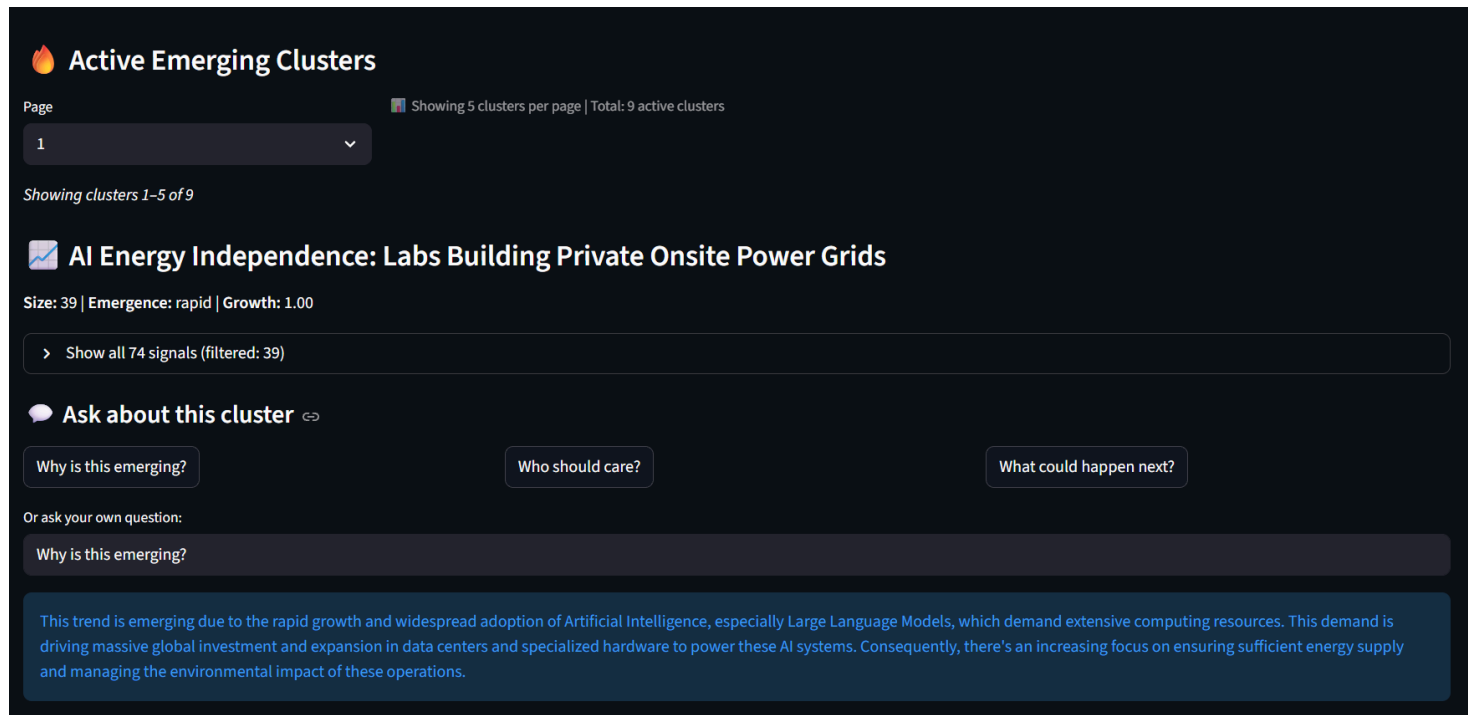 🔥 Active Emerging Clusters
Page
📊 Showing 5 clusters per page | Total: 9 active clusters
1
Showing clusters 1–5 of 9
📈 AI Energy Independence: Labs Building Private Onsite Power Grids
Size: 39 | Emergence: rapid | Growth: 1.00
Show all 74 signals (filtered: 39)
💬 Ask about this cluster
Why is this emerging?
Who should care?
What could happen next?
Or ask your own question:
Why is this emerging?
This trend is emerging due to the rapid growth and widespread adoption of Artificial Intelligence, especially Large Language Models, which demand extensive computing resources. This demand is
driving massive global investment and expansion in data centers and specialized hardware to power these AI systems. Consequently, there's an increasing focus on ensuring sufficient energy supply
and managing the environmental impact of these operations.